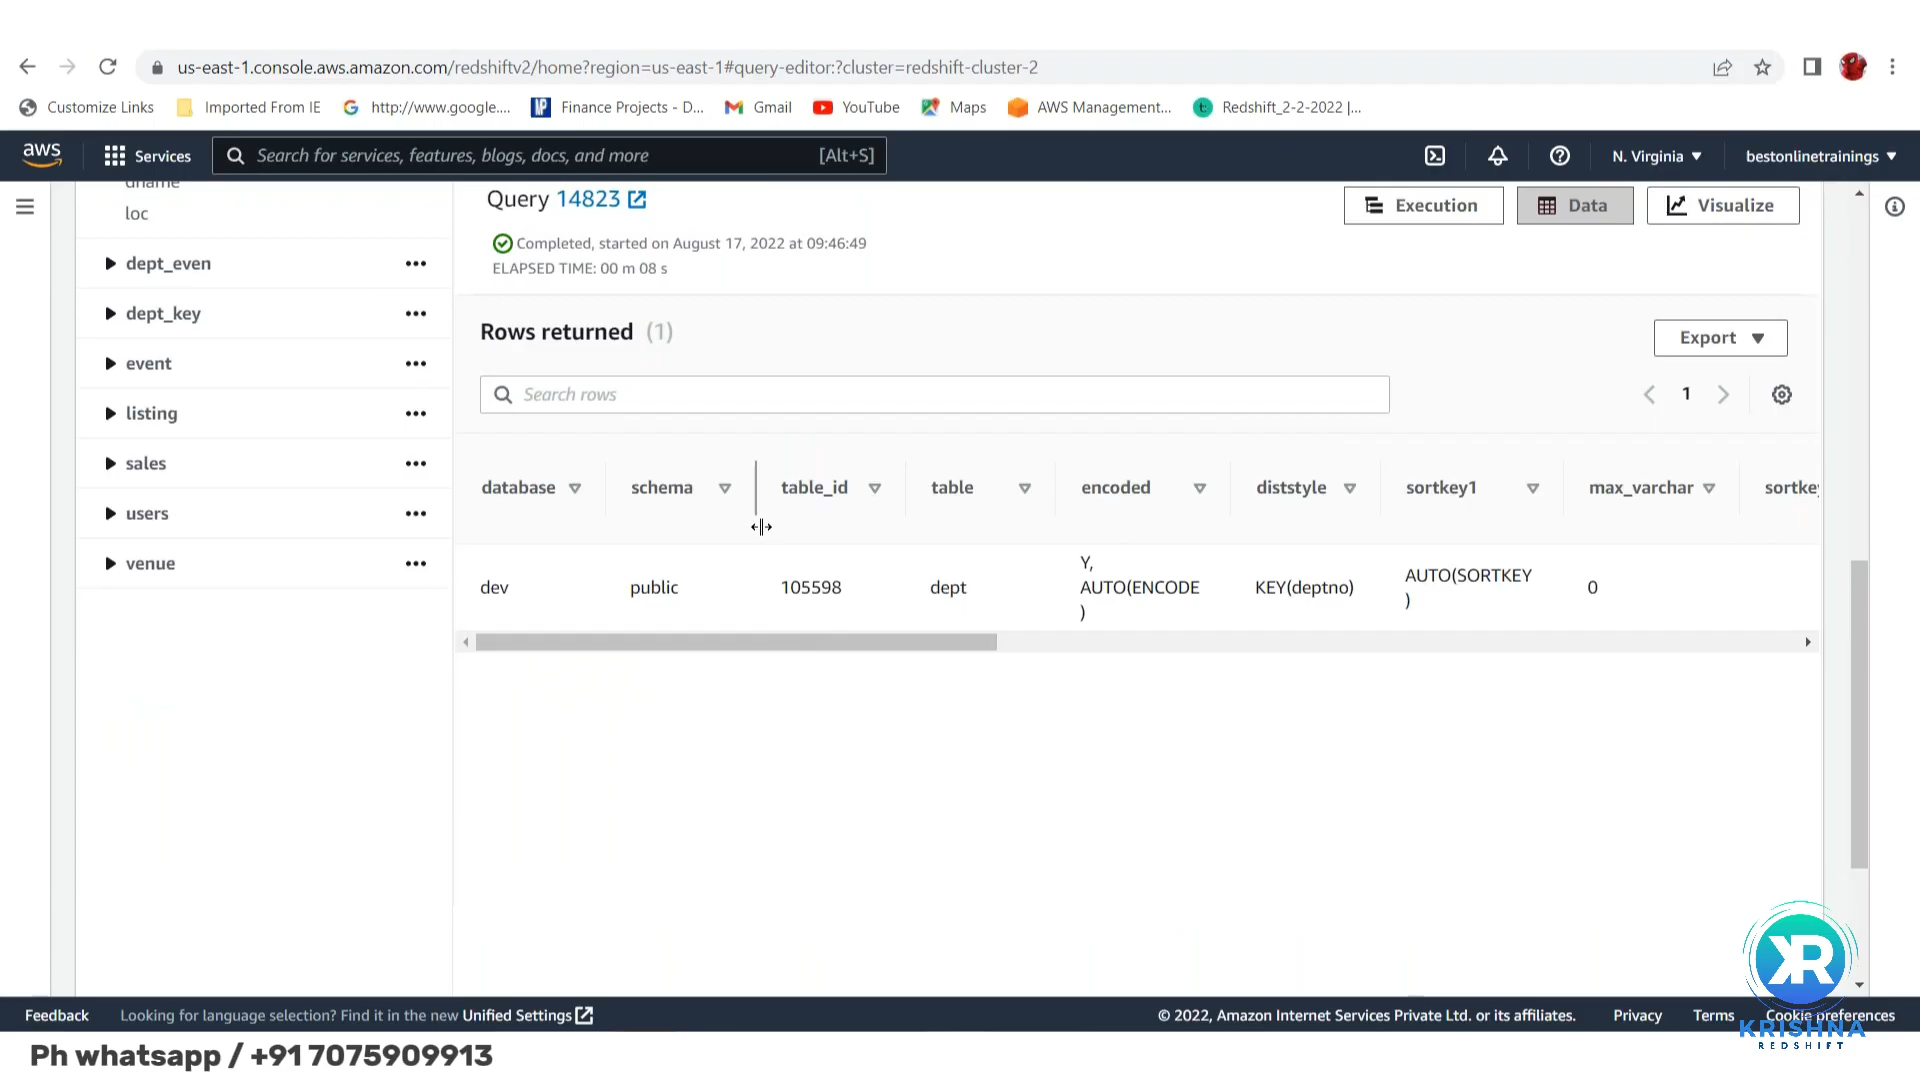 us-east-1.console.aws.amazon.com/redshiftv2/home?region=us-east-1#query-editor:?cluster=redshift-cluster-2
Customize Links Imported From IE http://www.google.... Finance Projects - D... Gmail YouTube Maps AWS Management... Redshift_2-2-2022 |...
aws Services Search for services, features, blogs, docs, and more [Alt+S] N. Virginia ▼ bestonlinetrainings ▼
dname
loc
dept_even
dept_key
event
listing
sales
users
venue
Query 14823
Execution Data Visualize
Completed, started on August 17, 2022 at 09:46:49
ELAPSED TIME: 00 m 08 s
Rows returned (1)
Export ▼
Search rows
1
database schema table_id table encoded diststyle sortkey1 max_varchar sortke
dev public 105598 dept Y, AUTO(ENCODE) KEY(deptno) AUTO(SORTKEY) 0
Feedback Looking for language selection? Find it in the new Unified Settings © 2022, Amazon Internet Services Private Ltd. or its affiliates. Privacy Terms Cookie preferences
KR
KRISHNA
REDSHIFT
Ph whatsapp / +91 7075909913